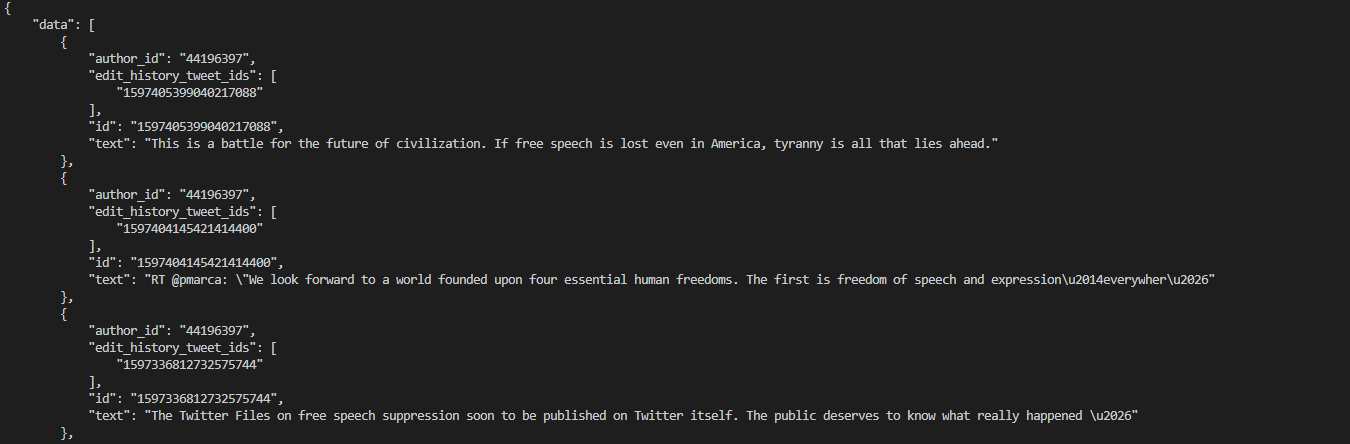 {
"data": [
{
"author_id": "44196397",
"edit_history_tweet_ids": [
"1597405399040217088"
],
"id": "1597405399040217088",
"text": "This is a battle for the future of civilization. If free speech is lost even in America, tyranny is all that lies ahead."
},
{
"author_id": "44196397",
"edit_history_tweet_ids": [
"1597404145421414400"
],
"id": "1597404145421414400",
"text": "RT @pmarca: \"We look forward to a world founded upon four essential human freedoms. The first is freedom of speech and expression\u2014everywher\u2026"
},
{
"author_id": "44196397",
"edit_history_tweet_ids": [
"1597336812732575744"
],
"id": "1597336812732575744",
"text": "The Twitter Files on free speech suppression soon to be published on Twitter itself. The public deserves to know what really happened \u2026"
},